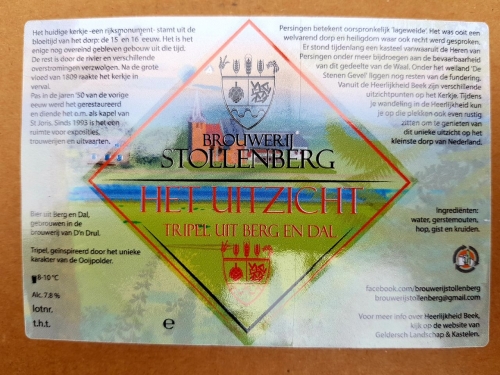 Het huidige kerkje -een rijksmonument- stamt uit de
bloeitijd van het dorp: de 15e en 16e eeuw. Het is het
enige nog overeind gebleven gebouw uit die tijd.
De rest is door de rivier en verschillende
overstromingen verzwolgen. Na de grote
vloed van 1809 raakte het kerkje in
verval.
Pas in de jaren '50 van de vorige
eeuw werd het gerestaureerd
en diende het o.m. als kapel van
St Joris. Sinds 1993 is het een
ruimte voor exposities,
trouwerijen en uitvaarten.
Bier uit Berg en Dal,
gebrouwen in de
brouwerij van D'n Drul.
Tripel, geïnspireerd door het unieke
karakter van de Ooijpolder.
8-10 °C
Alc. 7,8 %
lotnr.
t.h.t.
e
BROUWERIJ
STOLLENBERG
HET UITZICHT
TRIPEL UIT BERG EN DAL
Persingen betekent oorspronkelijk 'lageweide'. Het was ooit een
welvarend dorp en heiligdom waar ook recht werd gesproken.
Er stond tijdenlang een kasteel vanwaaruit de Heren van
Persingen onder meer bijdroegen aan de bevaarbaarheid
van dit gedeelte van de Waal. Onder het weiland 'De
Stenen Gevel' liggen nog resten van de fundering.
Vanuit de Heerlijkheid Beek zijn verschillende
uitzichtpunten op het Kerkje. Tijdens
je wandeling in de Heerlijkheid kun
je op die plekken ook even rustig
zitten om te genieten van
dit unieke uitzicht op het
kleinste dorp van Nederland.
Ingrediënten:
water, gerstemouten,
hop, gist en kruiden.
facebook.com/brouwerijstollenberg
brouwerijstollenberg@gmail.com
Voor meer info over Heerlijkheid Beek,
kijk op de website van
Geldersch Landschap & Kastelen.